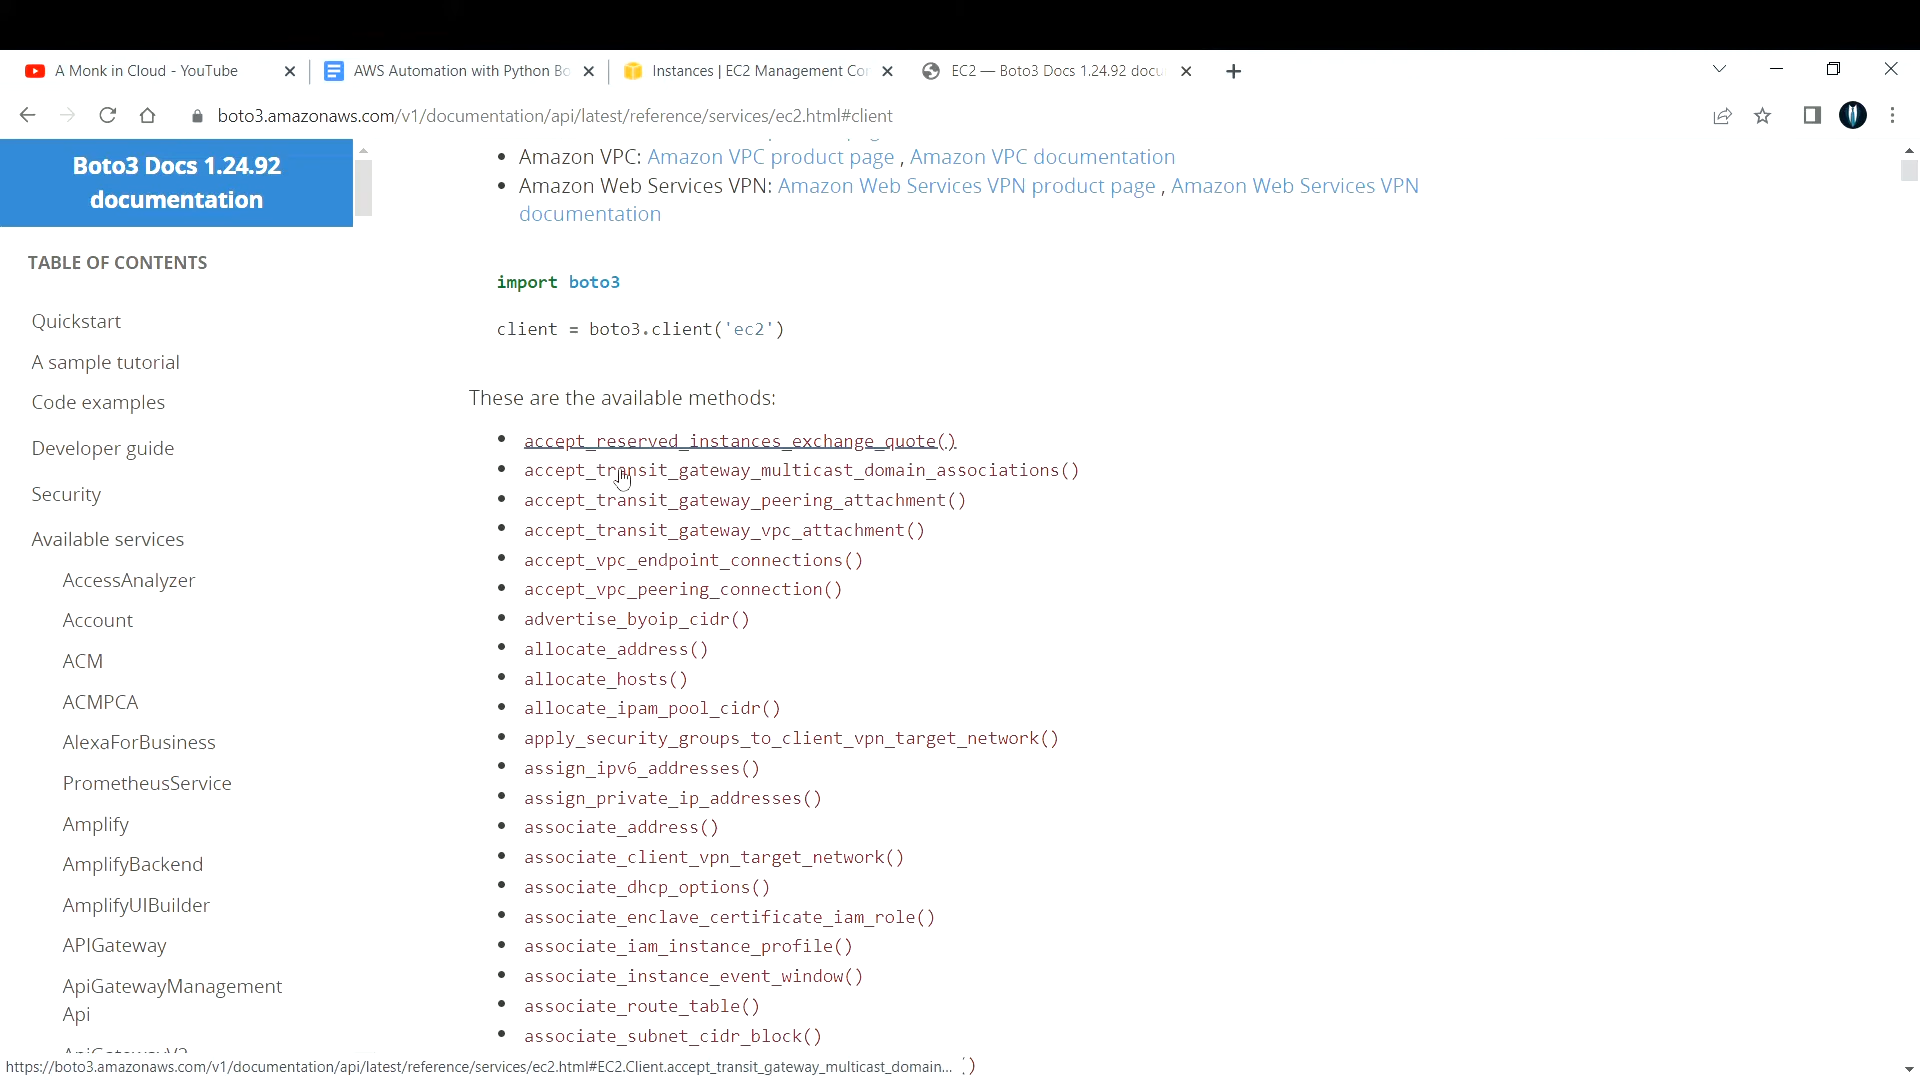 A Monk in Cloud - YouTube
AWS Automation with Python Bo
Instances | EC2 Management Co
EC2 — Boto3 Docs 1.24.92 docu
boto3.amazonaws.com/v1/documentation/api/latest/reference/services/ec2.html#client
Boto3 Docs 1.24.92
documentation
TABLE OF CONTENTS
Quickstart
A sample tutorial
Code examples
Developer guide
Security
Available services
AccessAnalyzer
Account
ACM
ACMPCA
AlexaForBusiness
PrometheusService
Amplify
AmplifyBackend
AmplifyUIBuilder
APIGateway
ApiGatewayManagement
Api
Amazon VPC: Amazon VPC product page , Amazon VPC documentation
Amazon Web Services VPN: Amazon Web Services VPN product page , Amazon Web Services VPN
documentation
import boto3
client = boto3.client('ec2')
These are the available methods:
accept_reserved_instances_exchange_quote()
accept_transit_gateway_multicast_domain_associations()
accept_transit_gateway_peering_attachment()
accept_transit_gateway_vpc_attachment()
accept_vpc_endpoint_connections()
accept_vpc_peering_connection()
advertise_byoip_cidr()
allocate_address()
allocate_hosts()
allocate_ipam_pool_cidr()
apply_security_groups_to_client_vpn_target_network()
assign_ipv6_addresses()
assign_private_ip_addresses()
associate_address()
associate_client_vpn_target_network()
associate_dhcp_options()
associate_enclave_certificate_iam_role()
associate_iam_instance_profile()
associate_instance_event_window()
associate_route_table()
associate_subnet_cidr_block()
https://boto3.amazonaws.com/v1/documentation/api/latest/reference/services/ec2.html#EC2.Client.accept_transit_gateway_multicast_domain...